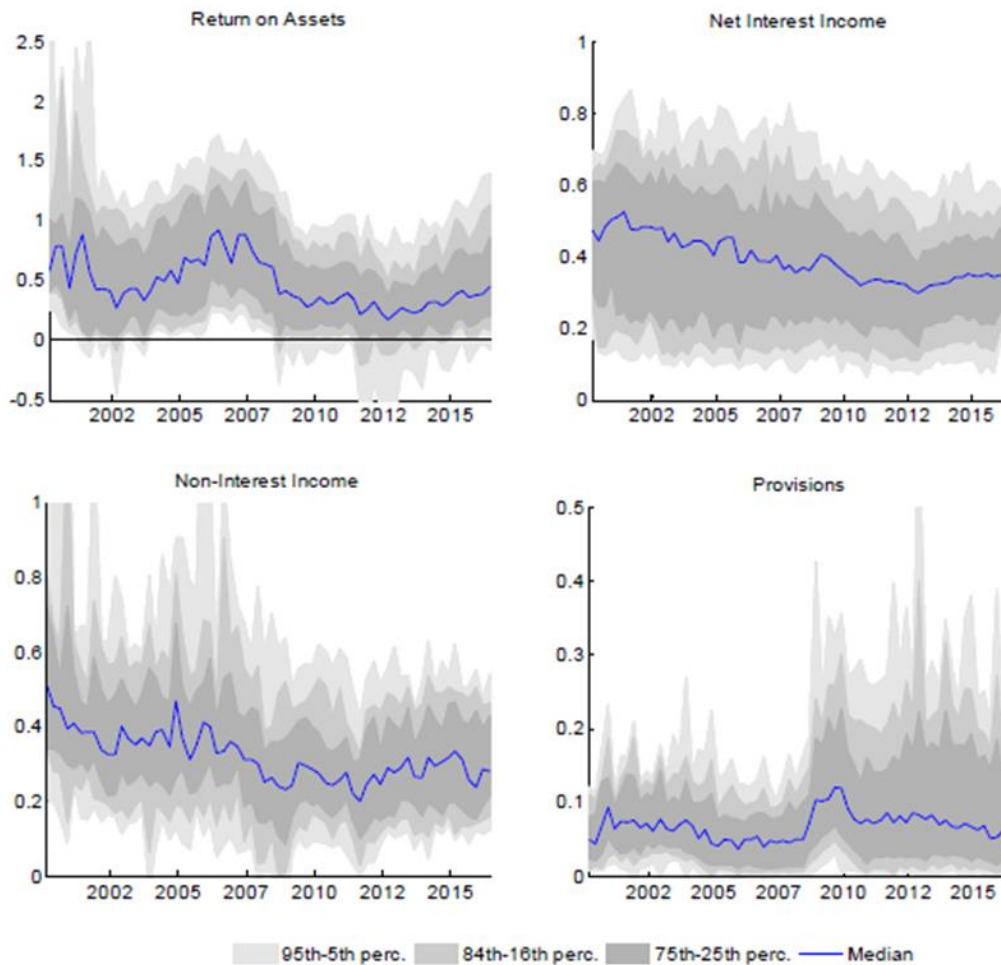 Return on Assets
2.5
2
1.5
1
0.5
0
-0.5
2002 2005 2007 2010 2012 2015
Net Interest Income
1
0.8
0.6
0.4
0.2
0
2002 2005 2007 2010 2012 2015
Non-Interest Income
1
0.8
0.6
0.4
0.2
0
2002 2005 2007 2010 2012 2015
Provisions
0.5
0.4
0.3
0.2
0.1
0
2002 2005 2007 2010 2012 2015
95th-5th perc. 84th-16th perc. 75th-25th perc. Median